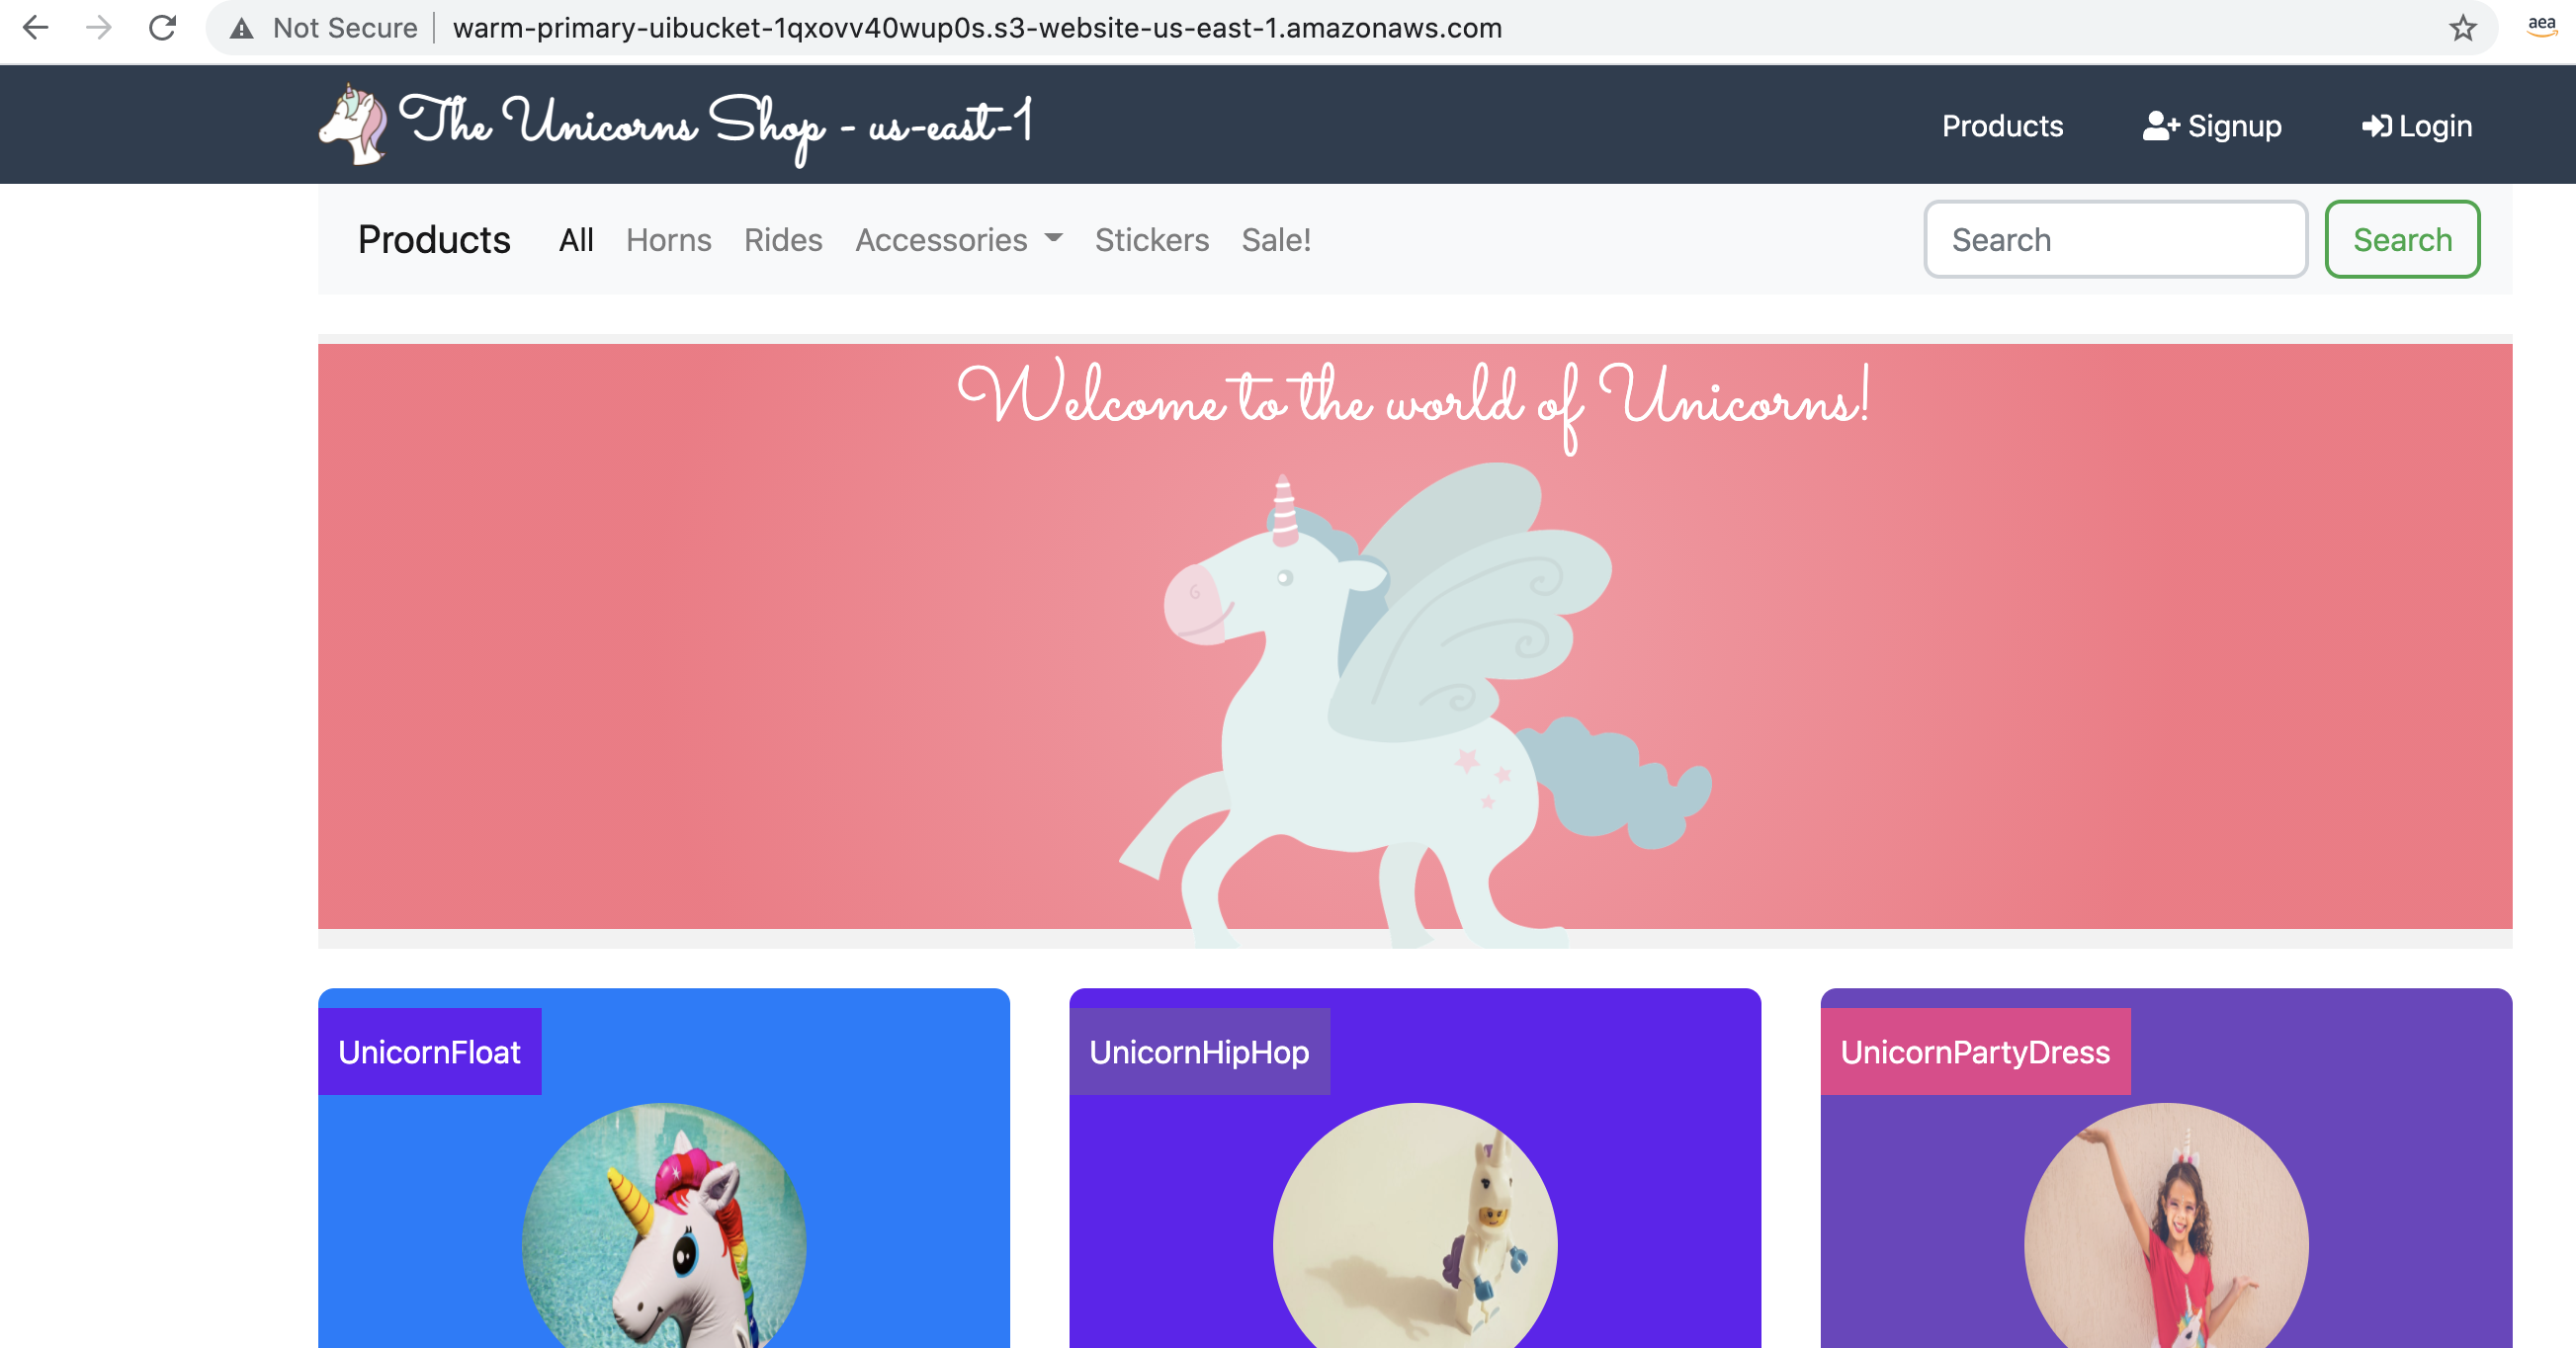 Not Secure warm-primary-uibucket-1qxovv40wup0s.s3-website-us-east-1.amazonaws.com
aea
The Unicorns Shop - us-east-1
Products Signup Login
Products All Horns Rides Accessories Stickers Sale!
Search Search
Welcome to the world of Unicorns!
UnicornFloat
UnicornHipHop
UnicornPartyDress